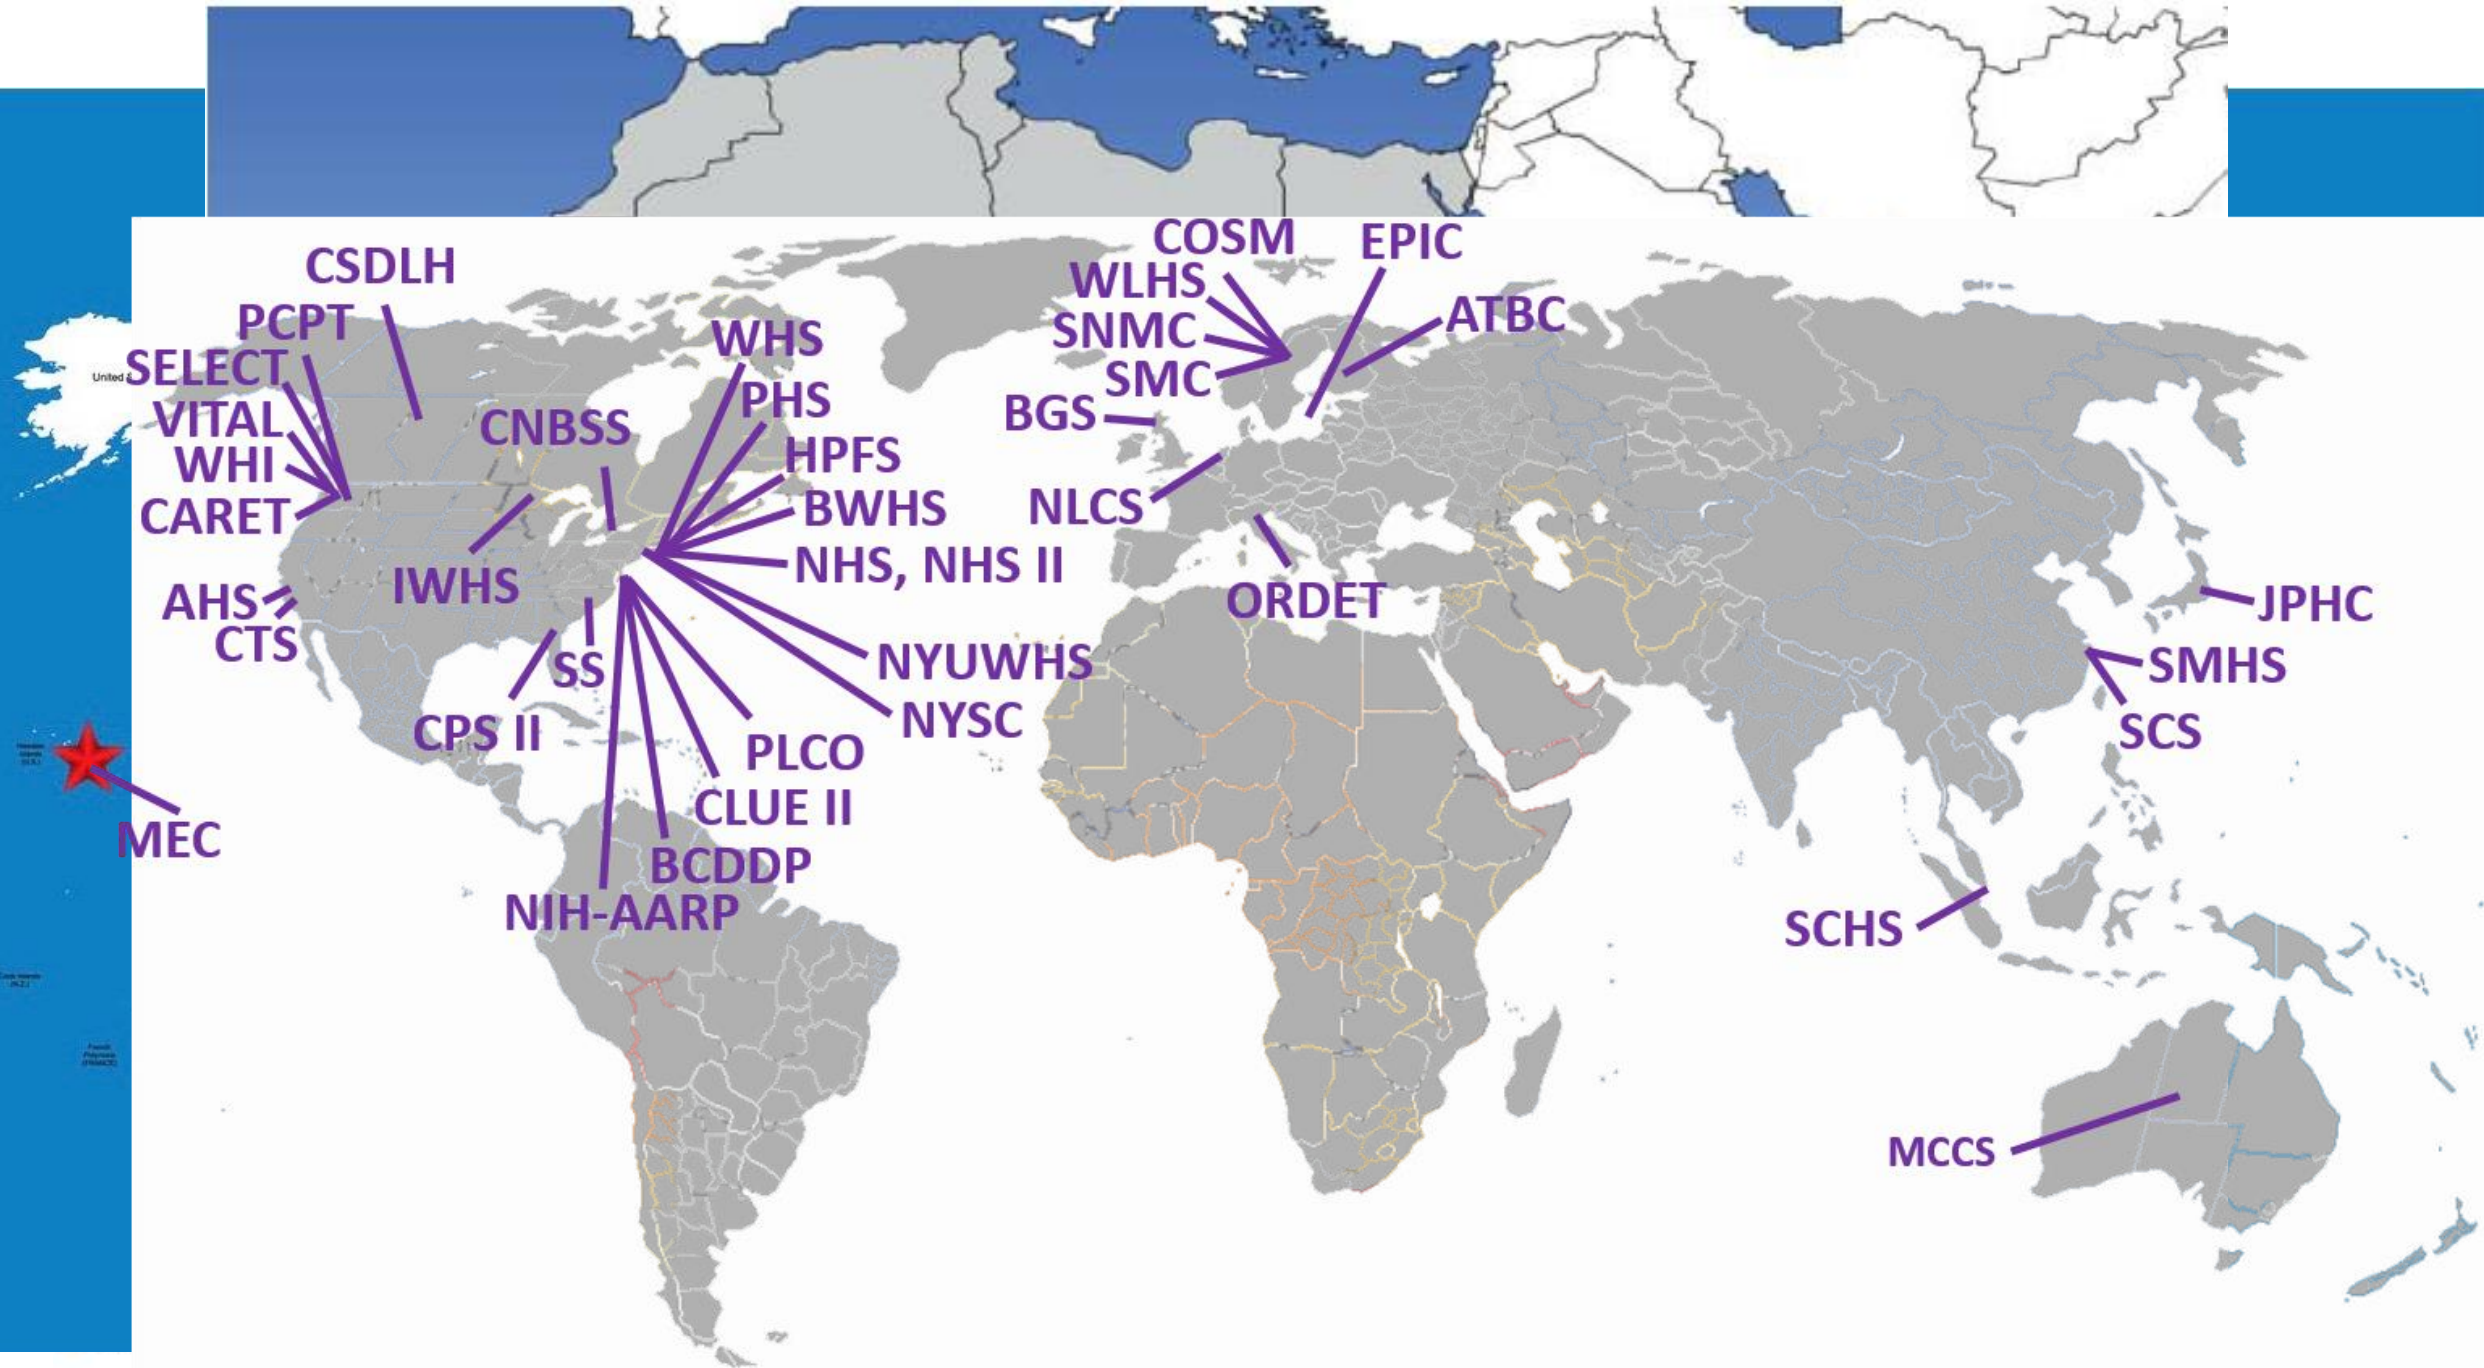 COSM
EPIC
CSDLH
WLHS
PCPT
SNMC
ATBC
WHS
SELECT
United
SMC
PHS
BGS
VITAL
CNBSS
WHI
HPFS
CARET
BWHS
NLCS
NHS, NHS II
IWHS
AHS
ORDET
JPHC
CTS
SS
NYUWHS
SMHS
CPS II
NYSC
SCS
PLCO
CLUE II
MEC
BCDDP
NIH-AARP
SCHS
MCCS